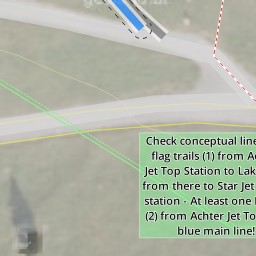 Check conceptual line
flag trails (1) from Ac
Jet Top Station to Lak
from there to Star Jet
station - At least one
(2) from Achter Jet To
blue main line!